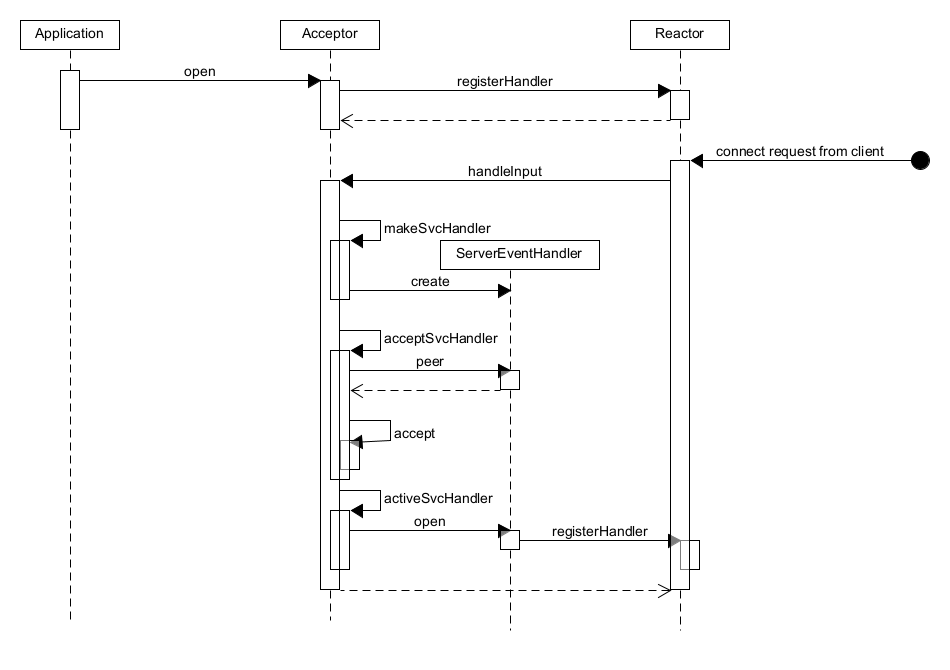 Application
Acceptor
Reactor
open
registerHandler
connect request from client
handleInput
makeSvcHandler
ServerEventHandler
create
acceptSvcHandler
peer
accept
activeSvcHandler
open
registerHandler